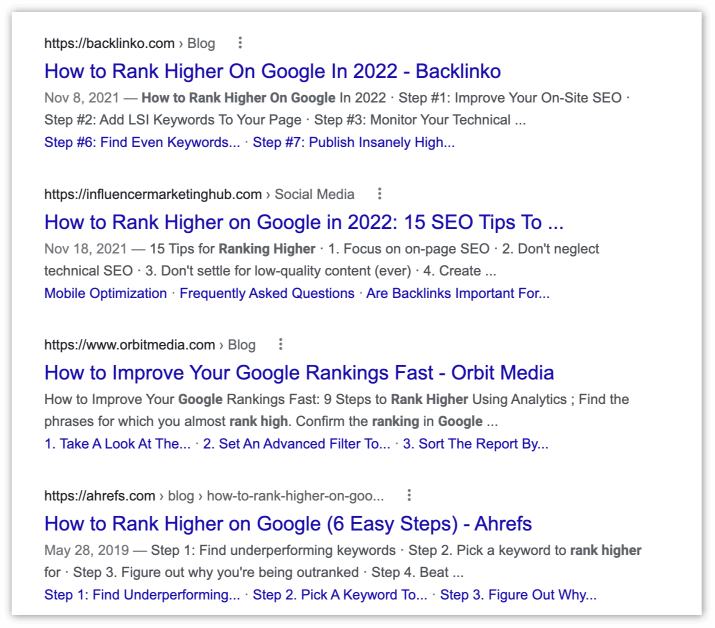 https://backlinko.com › Blog
How to Rank Higher On Google In 2022 - Backlinko
Nov 8, 2021 — How to Rank Higher On Google In 2022 · Step #1: Improve Your On-Site SEO ·
Step #2: Add LSI Keywords To Your Page · Step #3: Monitor Your Technical ...
Step #6: Find Even Keywords... · Step #7: Publish Insanely High...
https://influencermarketinghub.com › Social Media
How to Rank Higher on Google in 2022: 15 SEO Tips To ...
Nov 18, 2021 — 15 Tips for Ranking Higher · 1. Focus on on-page SEO · 2. Don't neglect
technical SEO · 3. Don't settle for low-quality content (ever) · 4. Create ...
Mobile Optimization · Frequently Asked Questions · Are Backlinks Important For...
https://www.orbitmedia.com › Blog
How to Improve Your Google Rankings Fast - Orbit Media
How to Improve Your Google Rankings Fast: 9 Steps to Rank Higher Using Analytics ; Find the
phrases for which you almost rank high. Confirm the ranking in Google ...
1. Take A Look At The... · 2. Set An Advanced Filter To... · 3. Sort The Report By...
https://ahrefs.com › blog › how-to-rank-higher-on-goo...
How to Rank Higher on Google (6 Easy Steps) - Ahrefs
May 28, 2019 — Step 1: Find underperforming keywords · Step 2. Pick a keyword to rank higher
for · Step 3. Figure out why you're being outranked · Step 4. Beat ...
Step 1: Find Underperforming... · Step 2. Pick A Keyword To... · Step 3. Figure Out Why...